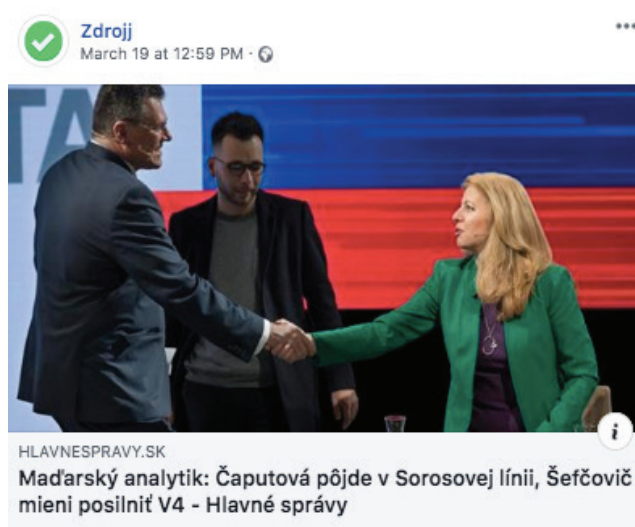 Zdrojj
March 19 at 12:59 PM ·
TA
i
HLAVNESPRAVY.SK
Maďarský analytik: Čaputová pôjde v Sorosovej línii, Šefčovič
mieni posilniť V4 - Hlavné správy